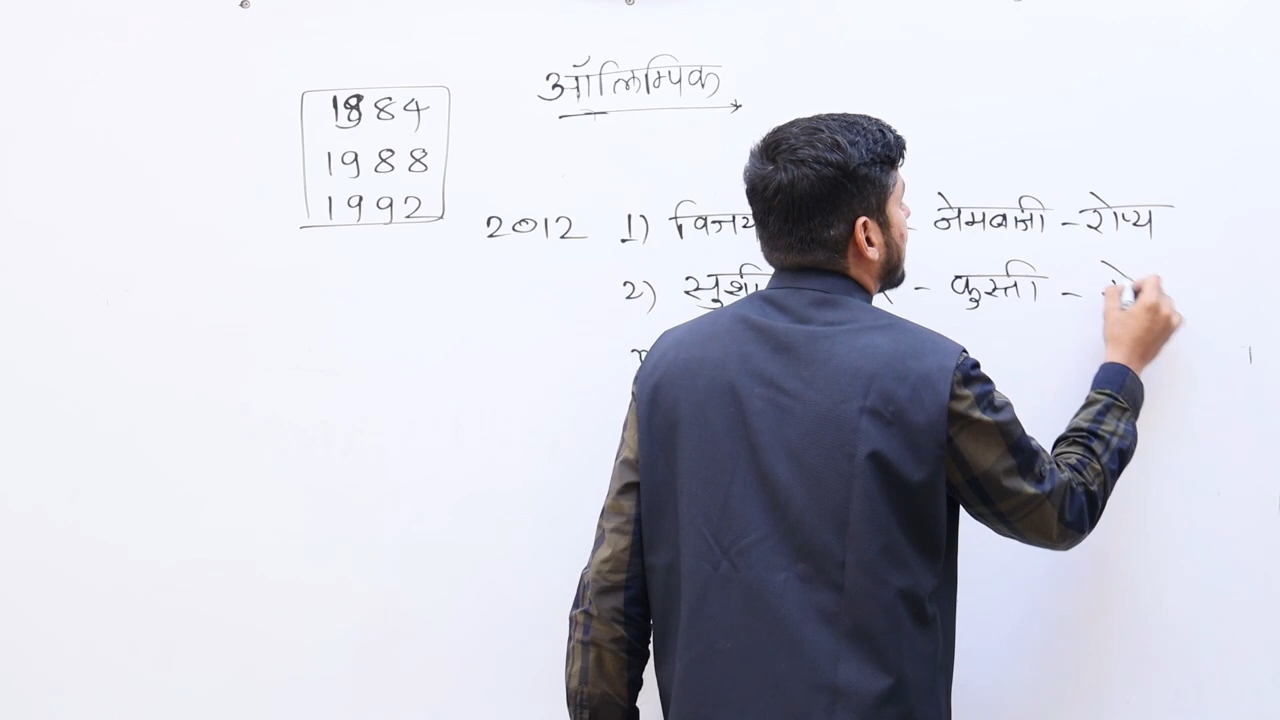 ऑलिम्पिक
1984
1988
1992
2012 1) विजय - नेमबाजी - रोप्य
2) सुशी - कुस्ती -